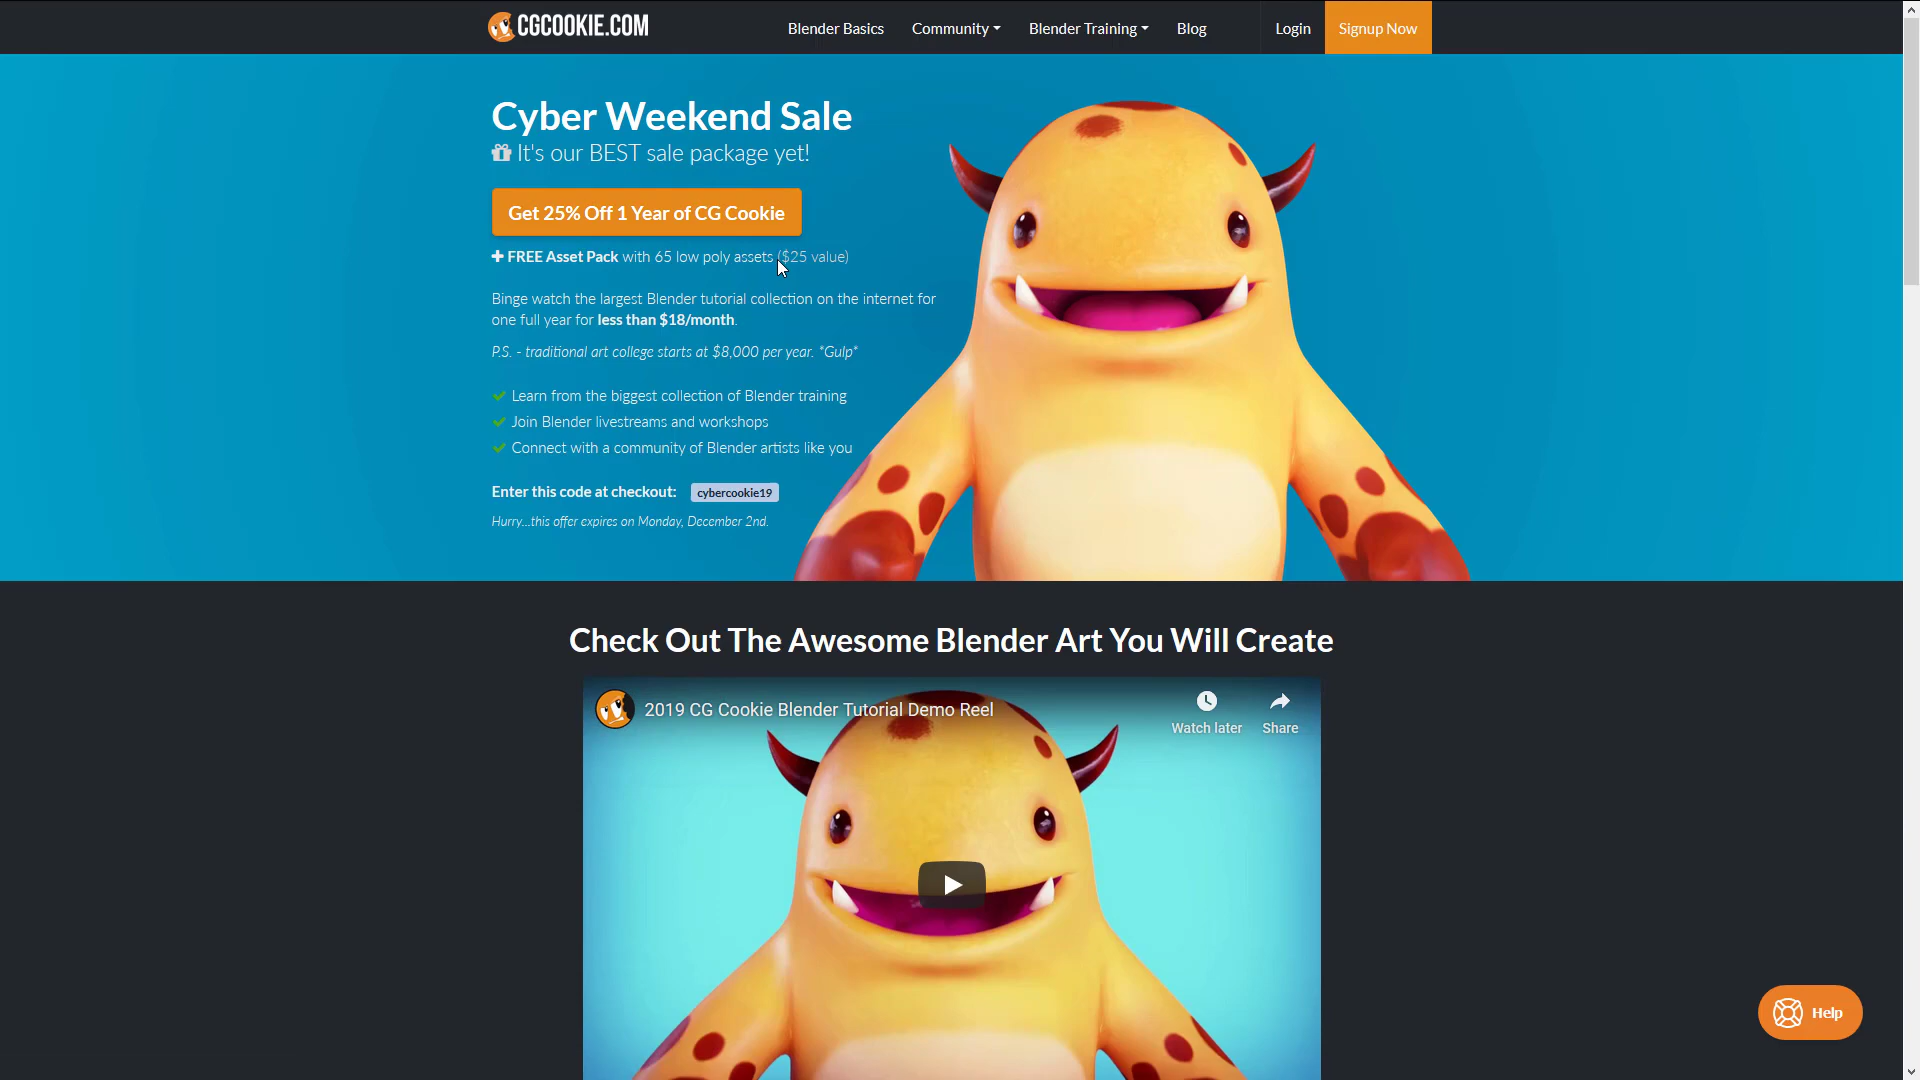 CGCOOKIE.COM
Blender Basics
Community
Blender Training
Blog
Login
Signup Now
Cyber Weekend Sale
It's our BEST sale package yet!
Get 25% Off 1 Year of CG Cookie
FREE Asset Pack with 65 low poly assets ($25 value)
Binge watch the largest Blender tutorial collection on the internet for
one full year for less than $18/month.
P.S. - traditional art college starts at $8,000 per year. *Gulp*
Learn from the biggest collection of Blender training
Join Blender livestreams and workshops
Connect with a community of Blender artists like you
Enter this code at checkout: cybercookie19
Hurry...this offer expires on Monday, December 2nd.
Check Out The Awesome Blender Art You Will Create
2019 CG Cookie Blender Tutorial Demo Reel
Watch later
Share
Help